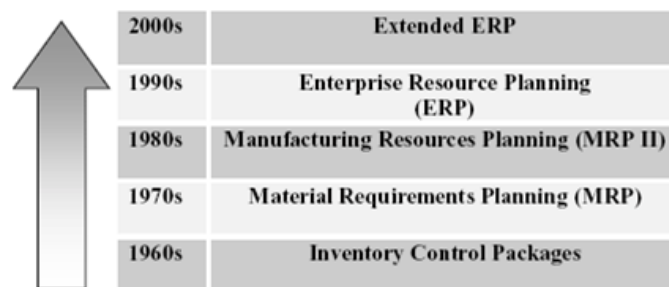 2000s Extended ERP
1990s Enterprise Resource Planning
(ERP)
1980s Manufacturing Resources Planning (MRP II)
1970s Material Requirements Planning (MRP)
1960s Inventory Control Packages